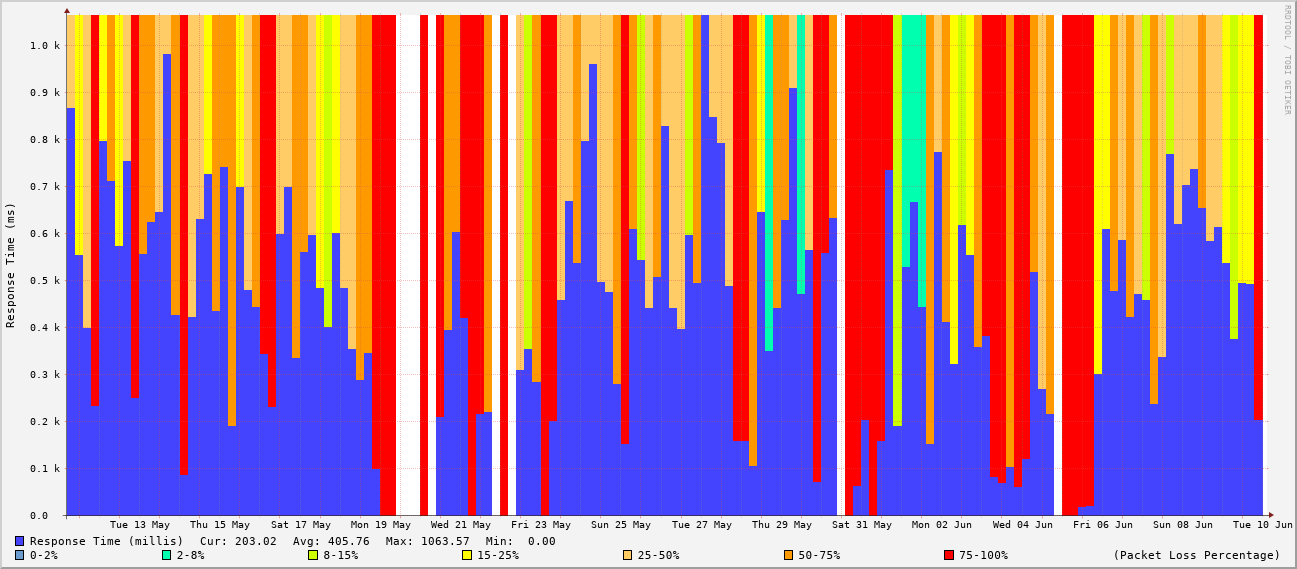 RRDTOOL / TOBI OETIKER
Response Time (ms)
1.0 k
0.9 k
0.8 k
0.7 k
0.6 k
0.5 k
0.4 k
0.3 k
0.2 k
0.1 k
0.0
Tue 13 May Thu 15 May Sat 17 May Mon 19 May Wed 21 May Fri 23 May Sun 25 May Tue 27 May Thu 29 May Sat 31 May Mon 02 Jun Wed 04 Jun Fri 06 Jun Sun 08 Jun Tue 10 Jun
Response Time (millis) Cur: 203.02 Avg: 405.76 Max: 1063.57 Min: 0.00
0-2% 2-8% 8-15% 15-25% 25-50% 50-75% 75-100% (Packet Loss Percentage)